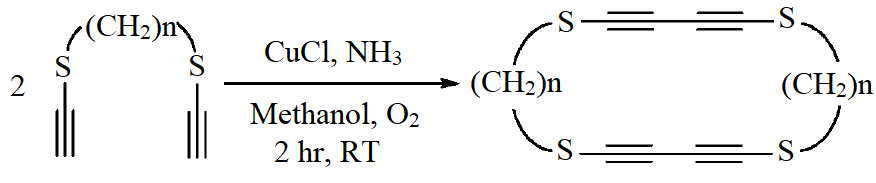 (CH2)n
S S
2
CuCl, NH3
Methanol, O2
2 hr, RT
S S
(CH2)n (CH2)n
S S